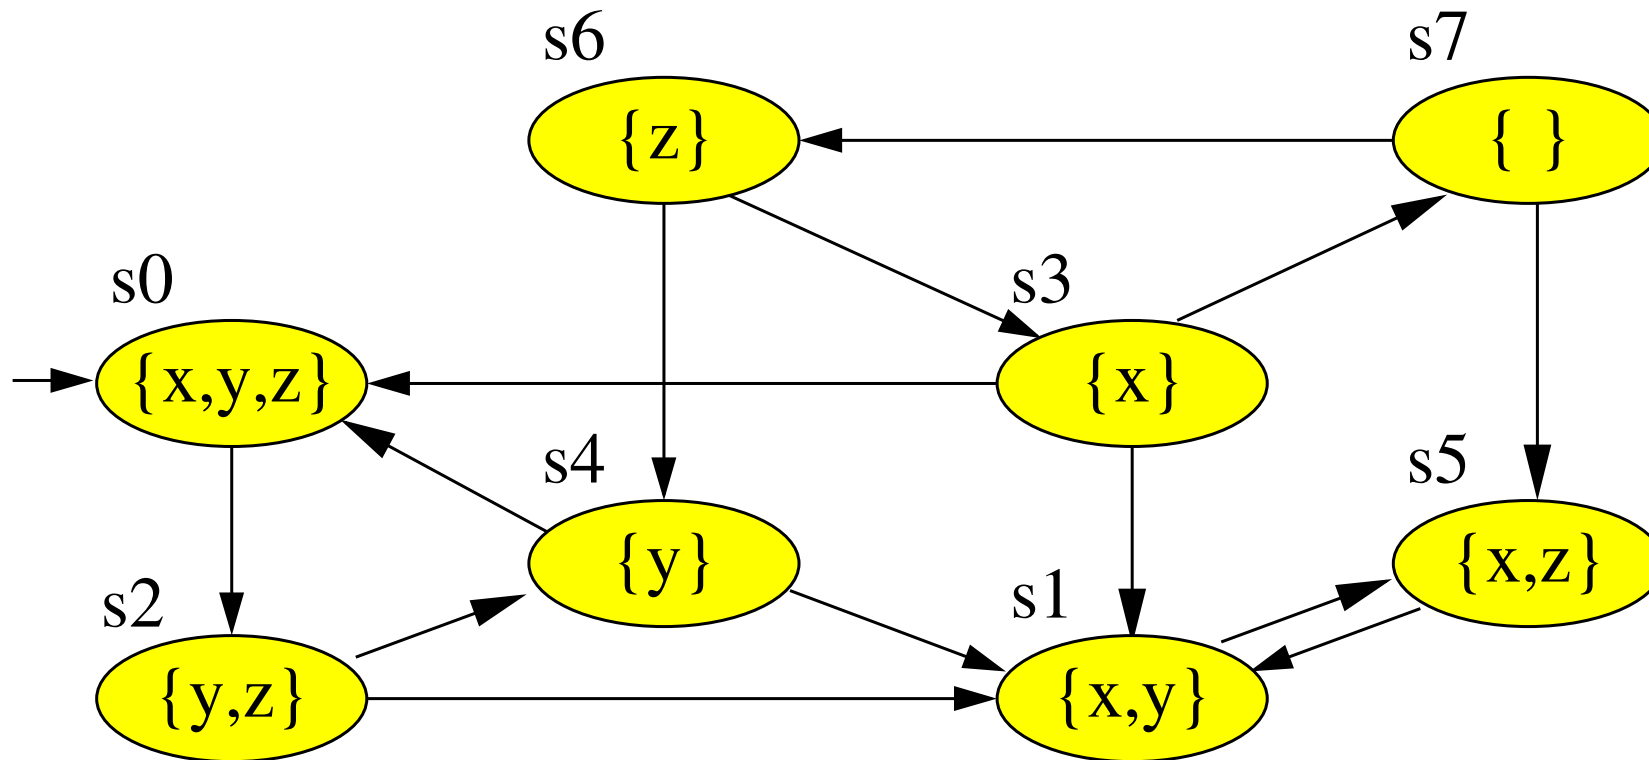 s6
s7
{z}
{ }
s0
s3
{x,y,z}
{x}
s4
s5
{y}
{x,z}
s2
s1
{y,z}
{x,y}